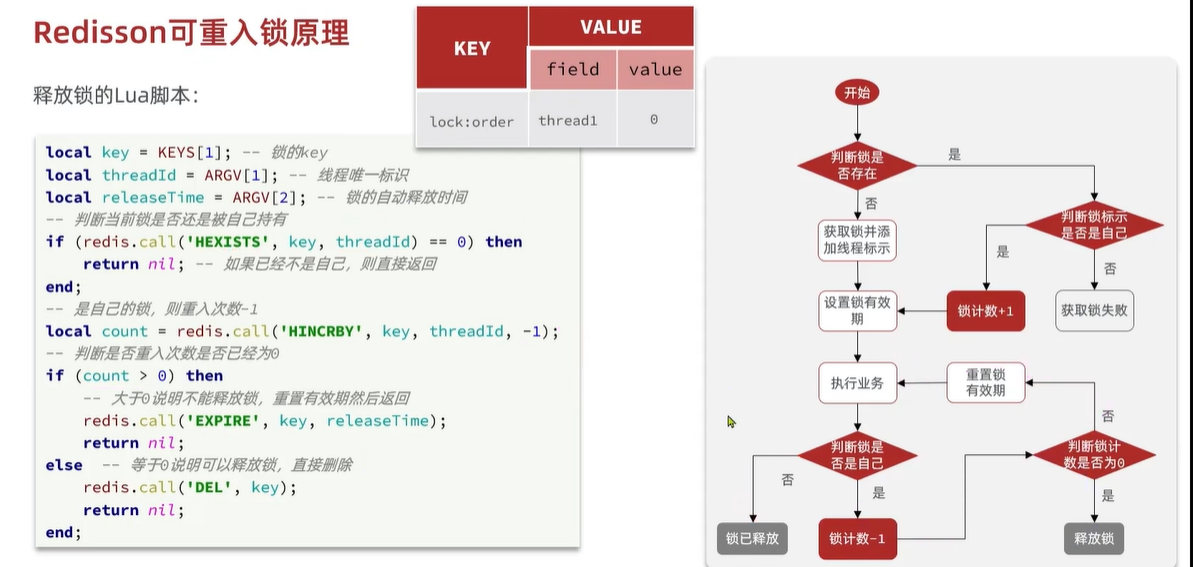 Redisson可重入锁原理
释放锁的Lua脚本：
KEY
VALUE
field
value
lock:order
thread1
0
local key = KEYS[1]; -- 锁的key
local threadId = ARGV[1]; -- 线程唯一标识
local releaseTime = ARGV[2]; -- 锁的自动释放时间
-- 判断当前锁是否还是被自己持有
if (redis.call('HEXISTS', key, threadId) == 0) then
    return nil; -- 如果已经不是自己，则直接返回
end;
-- 是自己的锁，则重入次数-1
local count = redis.call('HINCRBY', key, threadId, -1);
-- 判断是否重入次数是否已经为0
if (count > 0) then
    -- 大于0说明不能释放锁，重置有效期然后返回
    redis.call('EXPIRE', key, releaseTime);
    return nil;
else  -- 等于0说明可以释放锁，直接删除
    redis.call('DEL', key);
    return nil;
end;
开始
判断锁是
否存在
是
否
判断锁标示
是否是自己
获取锁并添
加线程标示
是
否
设置锁有效
期
锁计数+1
获取锁失败
执行业务
重置锁
有效期
否
判断锁是
否是自己
判断锁计
数是否为0
否
是
是
锁已释放
锁计数-1
释放锁